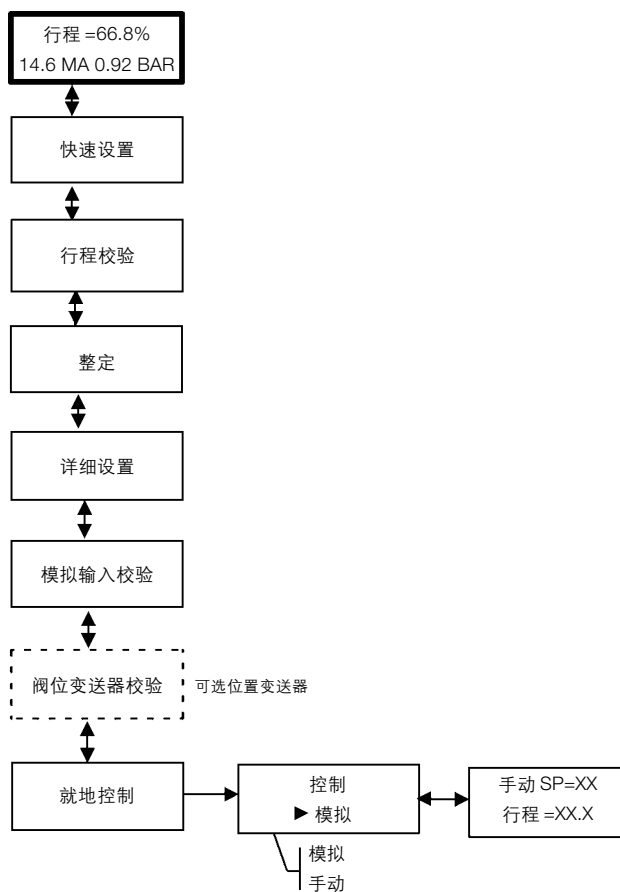 行程 =66.8%
14.6 MA 0.92 BAR
快速设置
行程校验
整定
详细设置
模拟输入校验
阀位变送器校验
可选位置变送器
就地控制
控制
▶ 模拟
模拟
手动
手动 SP=XX
行程 =XX.X